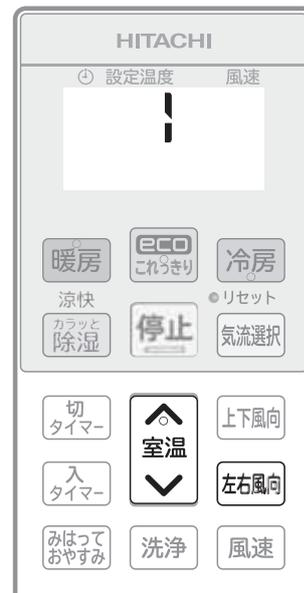 HITACHI
設定温度 風速
1
暖房
eco
これっきり
冷房
涼快
リセット
カラッと
除湿
停止
気流選択
切
タイマー
室温
上下風向
入
タイマー
左右風向
みはって
おやすみ
洗浄
風速